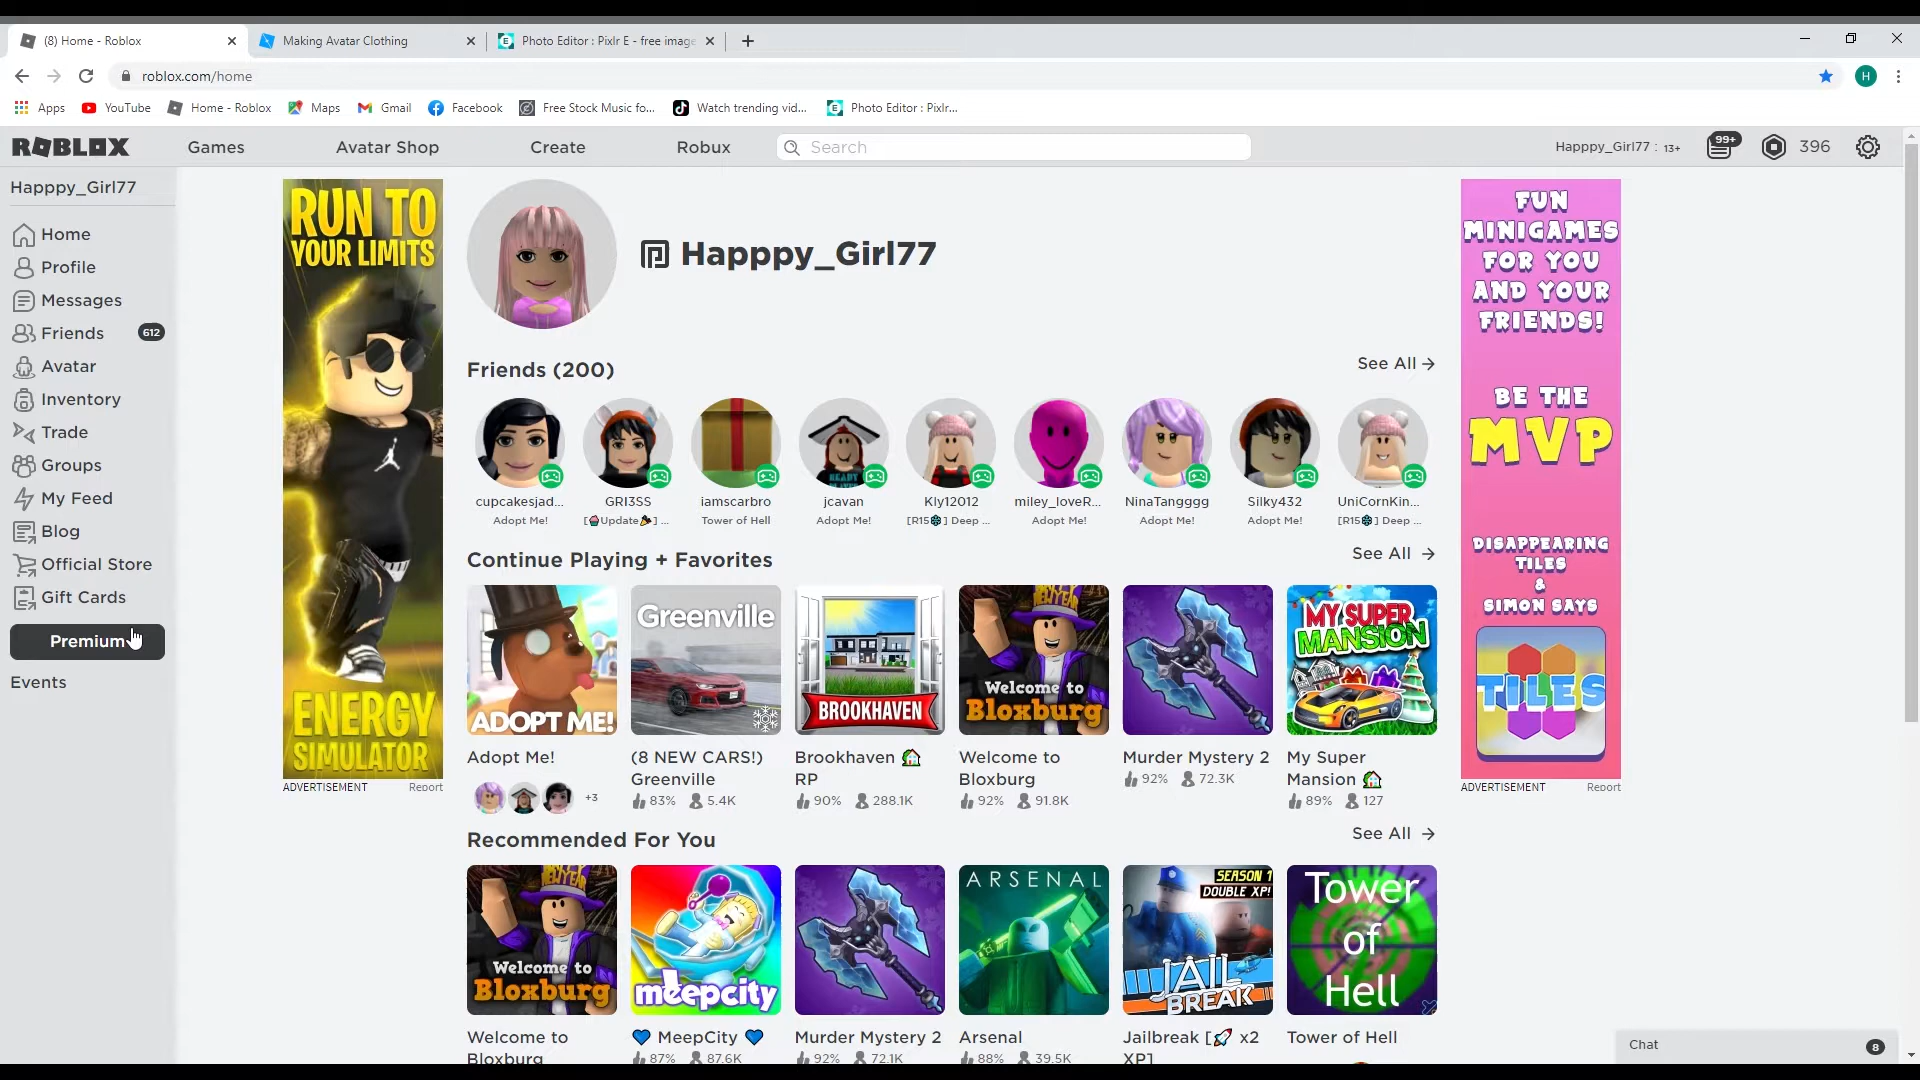 (8) Home - Roblox
Making Avatar Clothing
Photo Editor : Pixlr E - free image
roblox.com/home
H
Apps
YouTube
Home - Roblox
Maps
Gmail
Facebook
Free Stock Music fo...
Watch trending vid...
Photo Editor : Pixlr...
ROBLOX
Games
Avatar Shop
Create
Robux
Search
Happpy_Girl77 : 13+
99+
396
Happpy_Girl77
Home
Profile
Messages
Friends
612
Avatar
Inventory
Trade
Groups
My Feed
Blog
Official Store
Gift Cards
Premium
Events
RUN TO
YOUR LIMITS
ENERGY
SIMULATOR
ADVERTISEMENT
Report
Happpy_Girl77
Friends (200)
See All →
cupcakesjad...
GRI3SS
iamscarbro
jcavan
Kly12012
miley_loveR...
NinaTangggg
Silky432
UniCornKin...
Adopt Me!
[🧁Update🎉] ...
Tower of Hell
Adopt Me!
[R15❄] Deep ...
Adopt Me!
Adopt Me!
Adopt Me!
[R15❄] Deep ...
Continue Playing + Favorites
See All →
ADOPT ME!
Greenville
BROOKHAVEN
Welcome to
Bloxburg
MY SUPER
MANSION
Adopt Me!
+3
(8 NEW CARS!)
Greenville
83% 5.4K
Brookhaven 🏠
RP
90% 288.1K
Welcome to
Bloxburg
92% 91.8K
Murder Mystery 2
92% 72.3K
My Super
Mansion 🏠
89% 127
Recommended For You
See All →
Welcome to
Bloxburg
meepcity
ARSENAL
SEASON 1
DOUBLE XP!
JAIL
BREAK
Tower
of
Hell
Welcome to
Bloxburg
💙 MeepCity 💙
87% 87.6K
Murder Mystery 2
92% 72.1K
Arsenal
88% 39.5K
Jailbreak [🚀 x2
XP]
Tower of Hell
FUN
MINIGAMES
FOR YOU
AND YOUR
FRIENDS!
BE THE
MVP
DISAPPEARING
TILES
&
SIMON SAYS
TILES
ADVERTISEMENT
Report
Chat
8